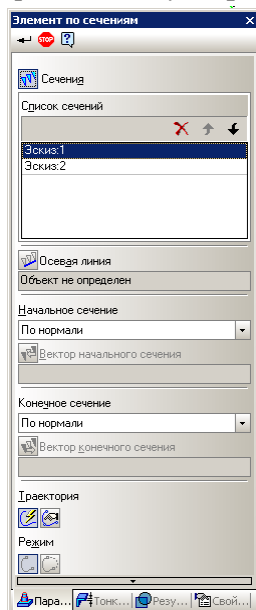 Элемент по сечениям
STOP
Сечения
Список сечений
Эскиз:1
Эскиз:2
Осевая линия
Объект не определен
Начальное сечение
По нормали
Вектор начального сечения
Конечное сечение
По нормали
Вектор конечного сечения
Траектория
Режим
Пара... Тонк... Резу... Свой...